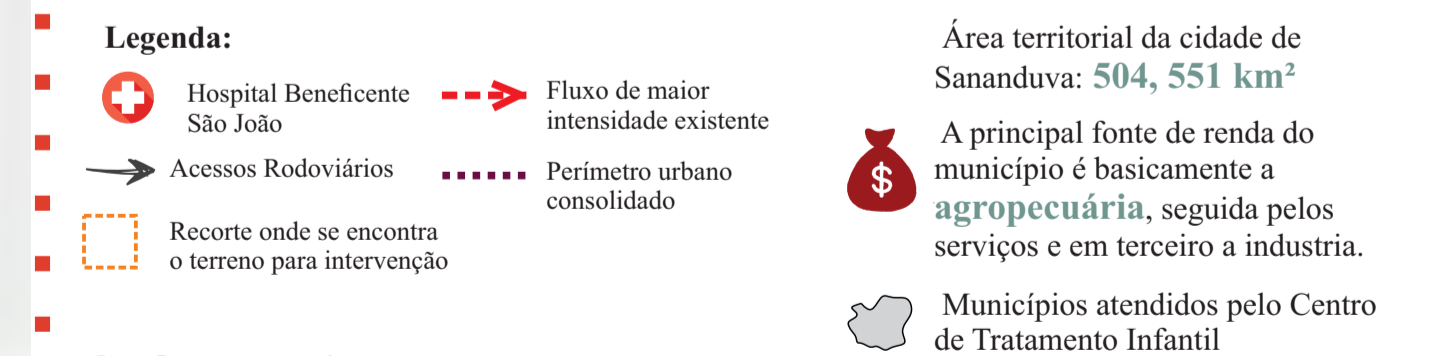 Legenda:
Hospital Beneficente
São João
Acessos Rodoviários
Recorte onde se encontra
o terreno para intervenção
Fluxo de maior
intensidade existente
Perímetro urbano
consolidado
Área territorial da cidade de
Sananduva: 504, 551 km²
$
A principal fonte de renda do
município é basicamente a
agropecuária, seguida pelos
serviços e em terceiro a industria.
Municípios atendidos pelo Centro
de Tratamento Infantil